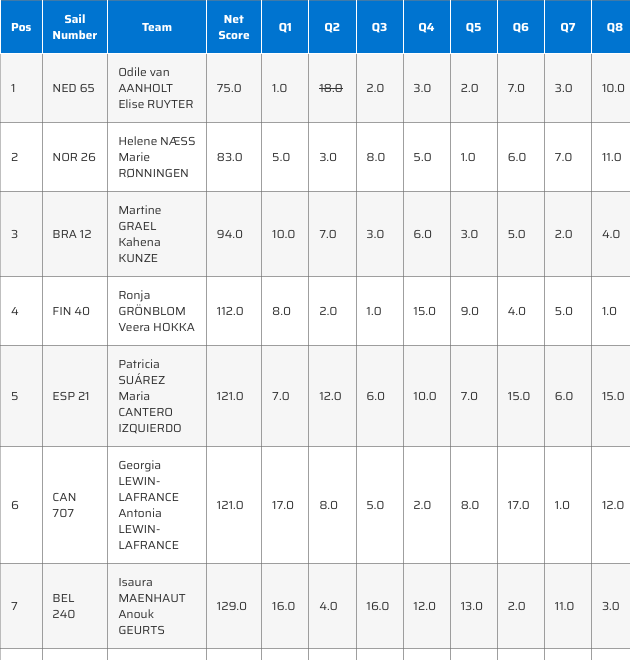 Pos Sail Number Team Net Score Q1 Q2 Q3 Q4 Q5 Q6 Q7 Q8
1 NED 65 Odile van AANHOLT Elise RUYTER 75.0 1.0 18.0 2.0 3.0 2.0 7.0 3.0 10.0
2 NOR 26 Helene NÆSS Marie RØNNINGEN 83.0 5.0 3.0 8.0 5.0 1.0 6.0 7.0 11.0
3 BRA 12 Martine GRAEL Kahena KUNZE 94.0 10.0 7.0 3.0 6.0 3.0 5.0 2.0 4.0
4 FIN 40 Ronja GRÖNBLOM Veera HOKKA 112.0 8.0 2.0 1.0 15.0 9.0 4.0 5.0 1.0
5 ESP 21 Patricia SUÁREZ Maria CANTERO IZQUIERDO 121.0 7.0 12.0 6.0 10.0 7.0 15.0 6.0 15.0
6 CAN 707 Georgia LEWIN-LAFRANCE Antonia LEWIN-LAFRANCE 121.0 17.0 8.0 5.0 2.0 8.0 17.0 1.0 12.0
7 BEL 240 Isaura MAENHAUT Anouk GEURTS 129.0 16.0 4.0 16.0 12.0 13.0 2.0 11.0 3.0